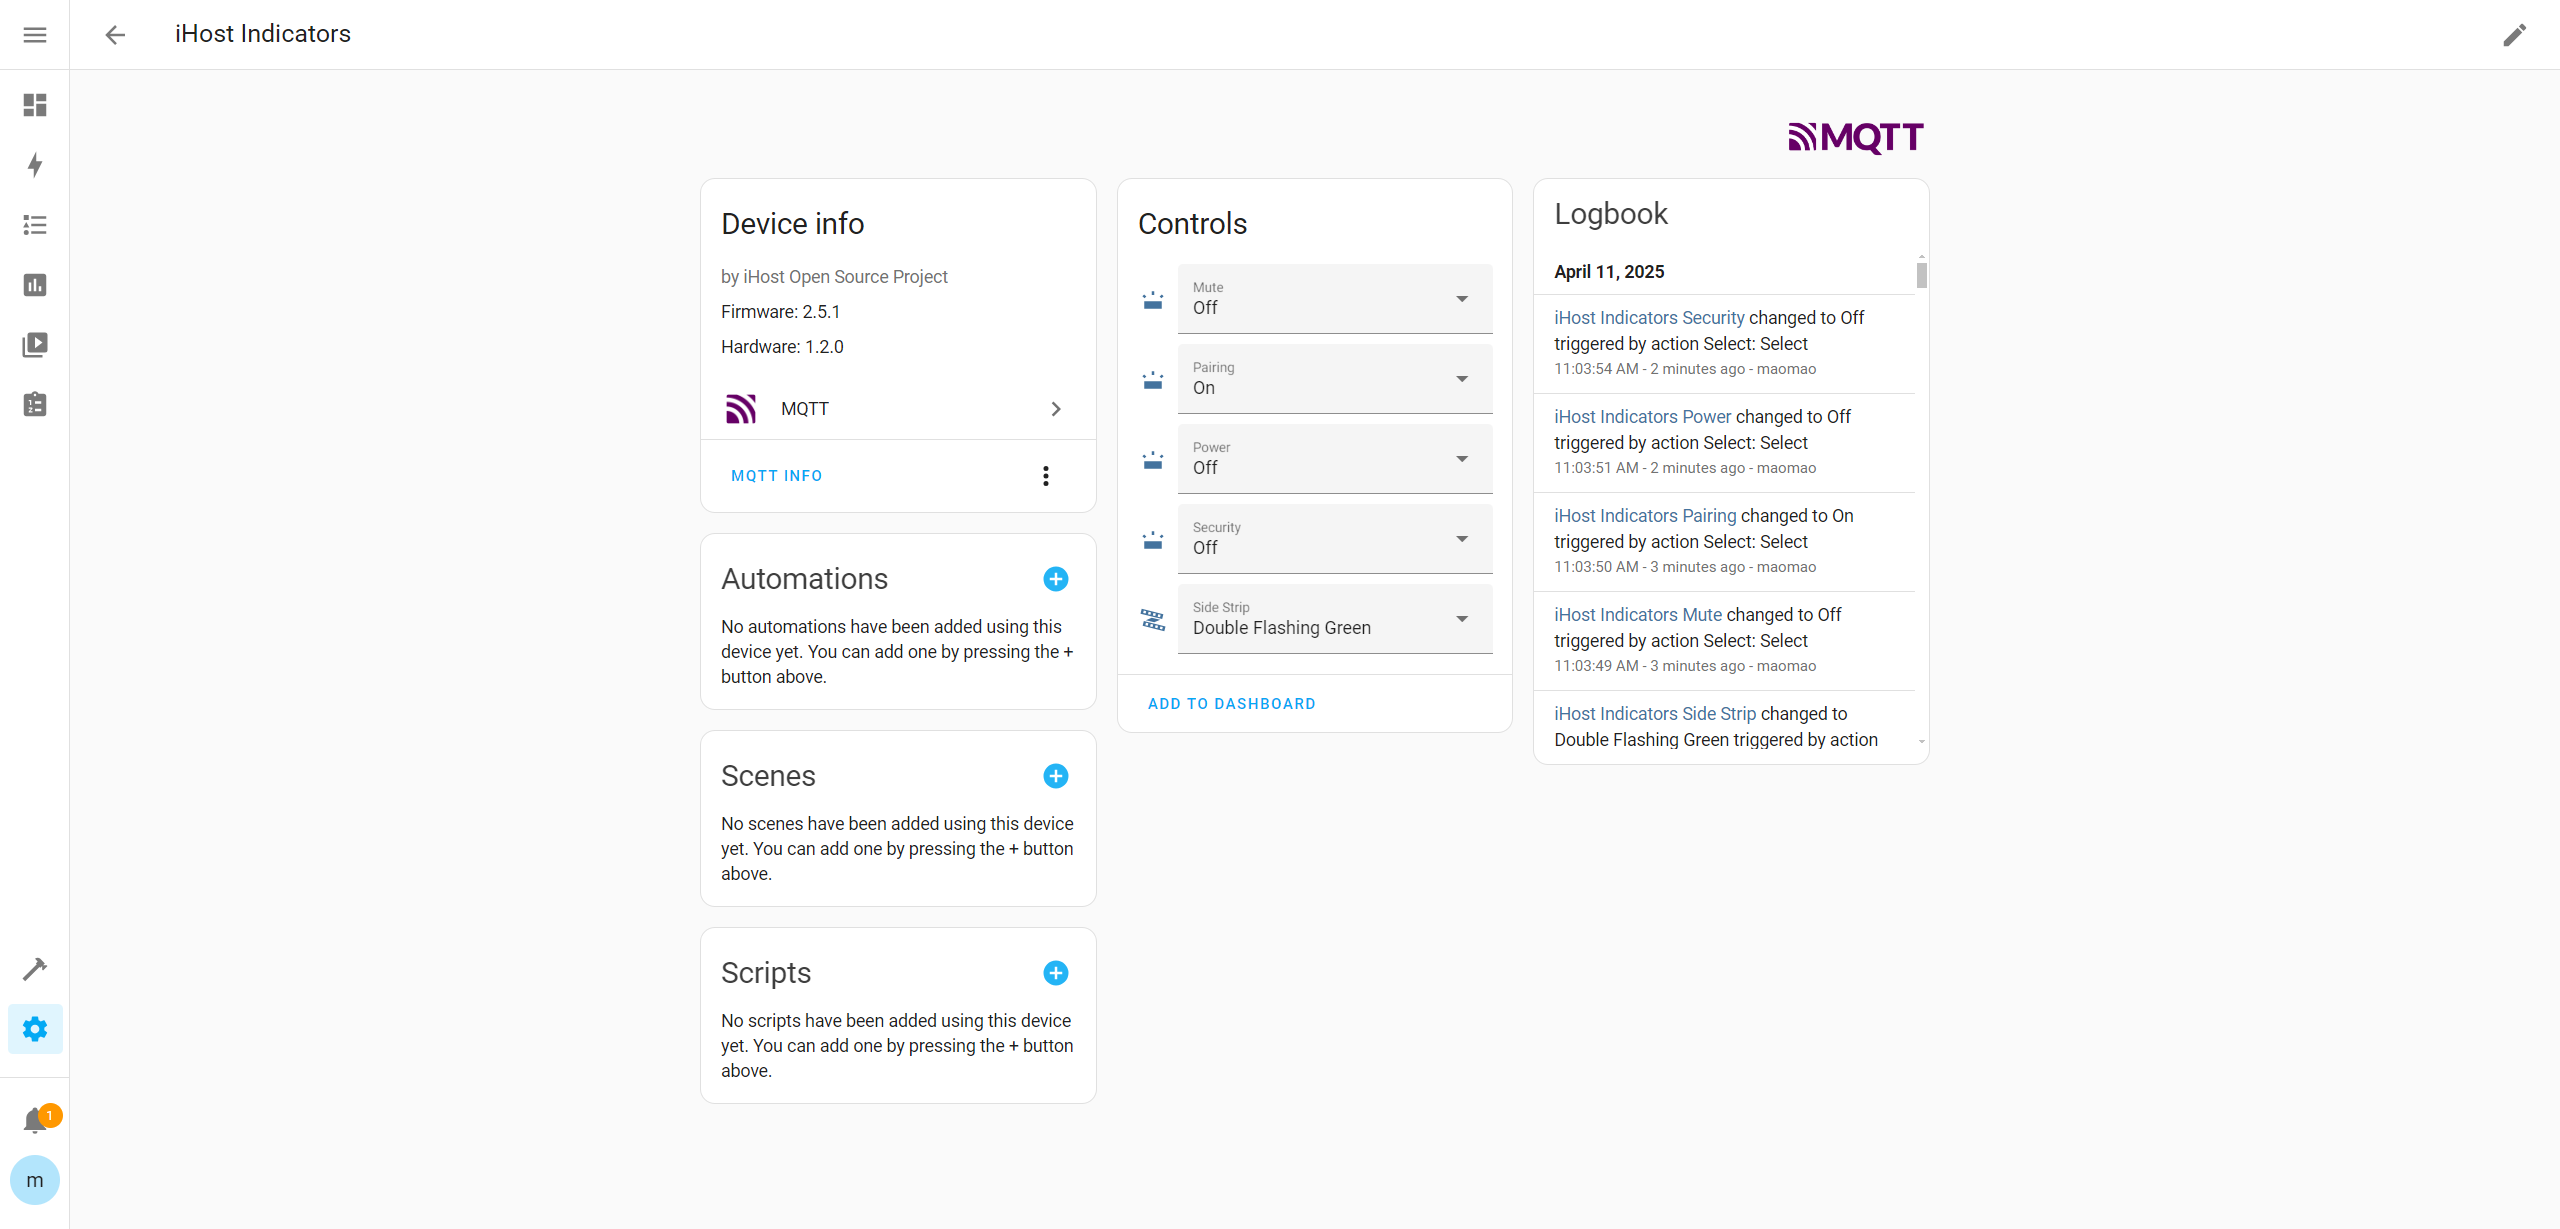 iHost Indicators
MQTT
Device info
by iHost Open Source Project
Firmware: 2.5.1
Hardware: 1.2.0
MQTT
MQTT INFO
Automations
No automations have been added using this
device yet. You can add one by pressing the +
button above.
Scenes
No scenes have been added using this device
yet. You can add one by pressing the + button
above.
Scripts
No scripts have been added using this device
yet. You can add one by pressing the + button
above.
Controls
Mute
Off
Pairing
On
Power
Off
Security
Off
Side Strip
Double Flashing Green
ADD TO DASHBOARD
Logbook
April 11, 2025
iHost Indicators Security changed to Off
triggered by action Select: Select
11:03:54 AM - 2 minutes ago - maomao
iHost Indicators Power changed to Off
triggered by action Select: Select
11:03:51 AM - 2 minutes ago - maomao
iHost Indicators Pairing changed to On
triggered by action Select: Select
11:03:50 AM - 3 minutes ago - maomao
iHost Indicators Mute changed to Off
triggered by action Select: Select
11:03:49 AM - 3 minutes ago - maomao
iHost Indicators Side Strip changed to
Double Flashing Green triggered by action
1
m